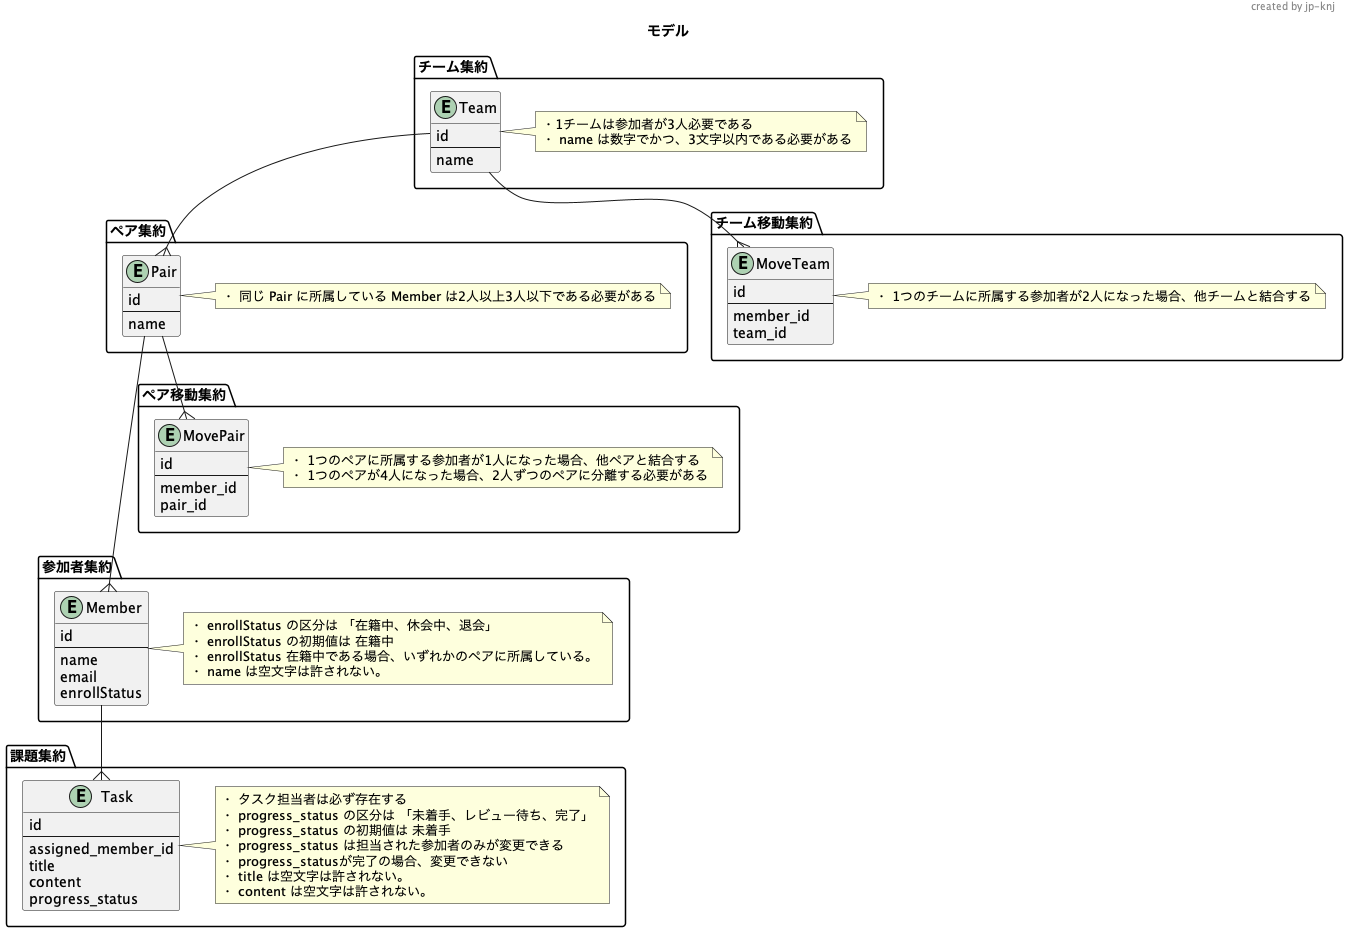 created by jp-knj
モデル
チーム集約
E Team
id
name
・1チームは参加者が3人必要である
・ name は数字でかつ、3文字以内である必要がある
ペア集約
E Pair
id
name
・ 同じ Pair に所属している Member は2人以上3人以下である必要がある
チーム移動集約
E MoveTeam
id
member_id
team_id
・ 1つのチームに所属する参加者が2人になった場合、他チームと結合する
ペア移動集約
E MovePair
id
member_id
pair_id
・ 1つのペアに所属する参加者が1人になった場合、他ペアと結合する
・ 1つのペアが4人になった場合、2人ずつのペアに分離する必要がある
参加者集約
E Member
id
name
email
enrollStatus
・ enrollStatus の区分は 「在籍中、休会中、退会」
・ enrollStatus の初期値は 在籍中
・ enrollStatus 在籍中である場合、いずれかのペアに所属している。
・ name は空文字は許されない。
課題集約
E Task
id
assigned_member_id
title
content
progress_status
・ タスク担当者は必ず存在する
・ progress_status の区分は 「未着手、レビュー待ち、完了」
・ progress_status の初期値は 未着手
・ progress_status は担当された参加者のみが変更できる
・ progress_statusが完了の場合、変更できない
・ title は空文字は許されない。
・ content は空文字は許されない。